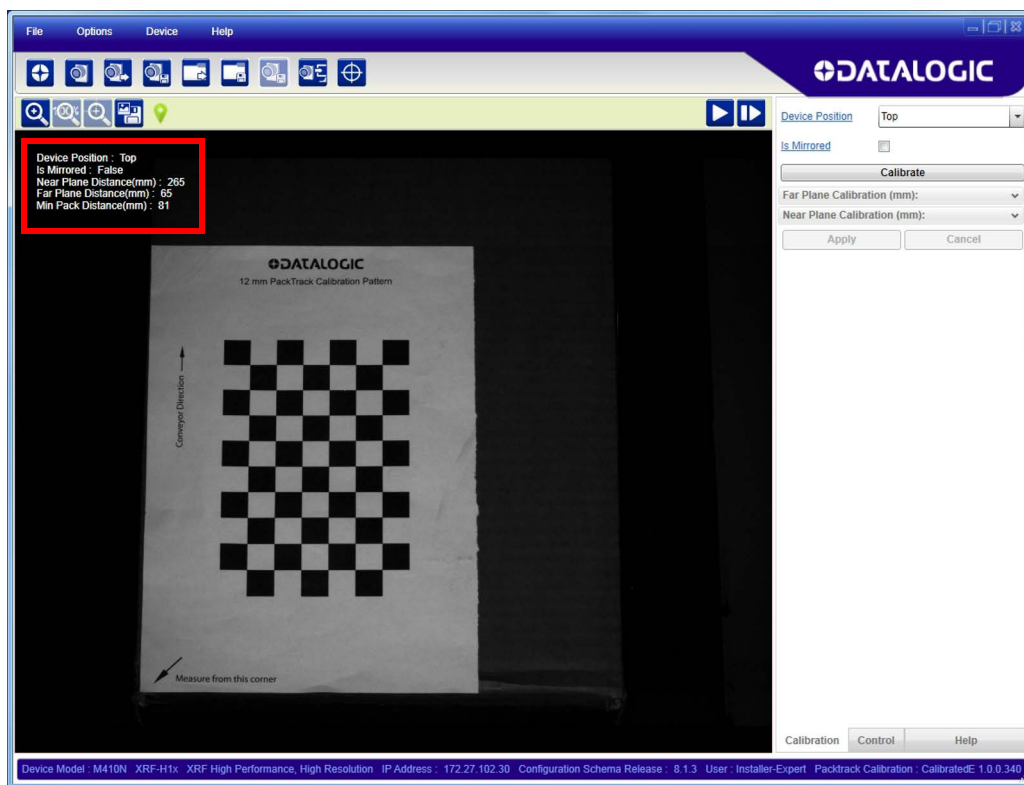 File Options Device Help
DATALOGIC
Device Position Top
Is Mirrored
Calibrate
Far Plane Calibration (mm):
Near Plane Calibration (mm):
Apply Cancel
Device Position : Top
Is Mirrored : False
Near Plane Distance(mm) : 265
Far Plane Distance(mm) : 65
Min Pack Distance(mm) : 81
DATALOGIC
12 mm PackTrack Calibration Pattern
Conveyor Direction
Measure from this corner
Calibration Control Help
Device Model : M410N XRF-H1x XRF High Performance, High Resolution IP Address : 172.27.102.30 Configuration Schema Release : 8.1.3 User : Installer-Expert Packtrack Calibration : CalibratedE 1.0.0.340